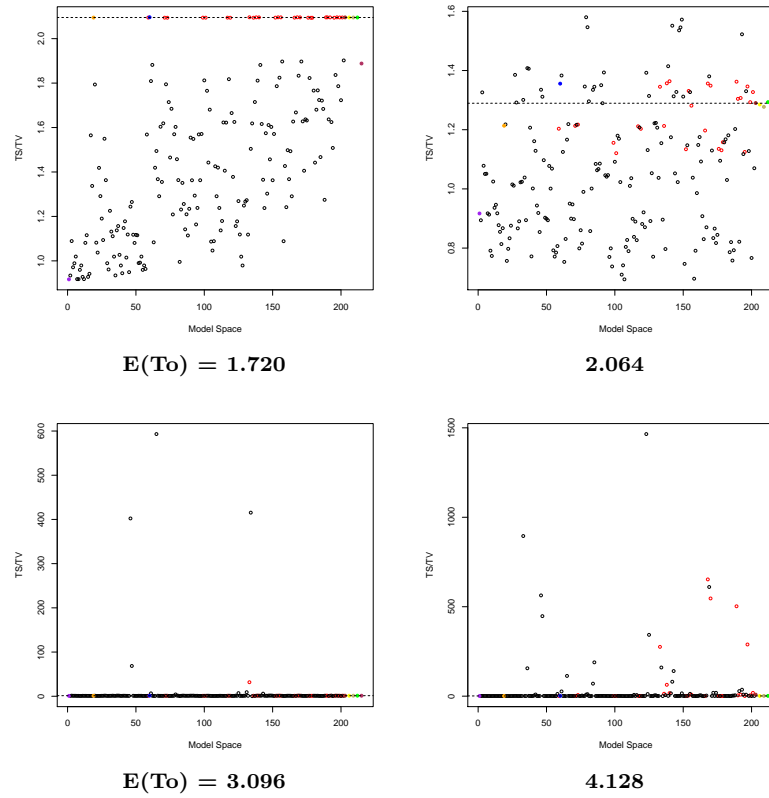 TS/TV
1.0 1.2 1.4 1.6 1.8 2.0
0 50 100 150 200
Model Space
TS/TV
0.8 1.0 1.2 1.4 1.6
0 50 100 150 200
Model Space
E(To) = 1.720
2.064
TS/TV
0 100 200 300 400 500 600
0 50 100 150 200
Model Space
TS/TV
0 500 1000 1500
0 50 100 150 200
Model Space
E(To) = 3.096
4.128